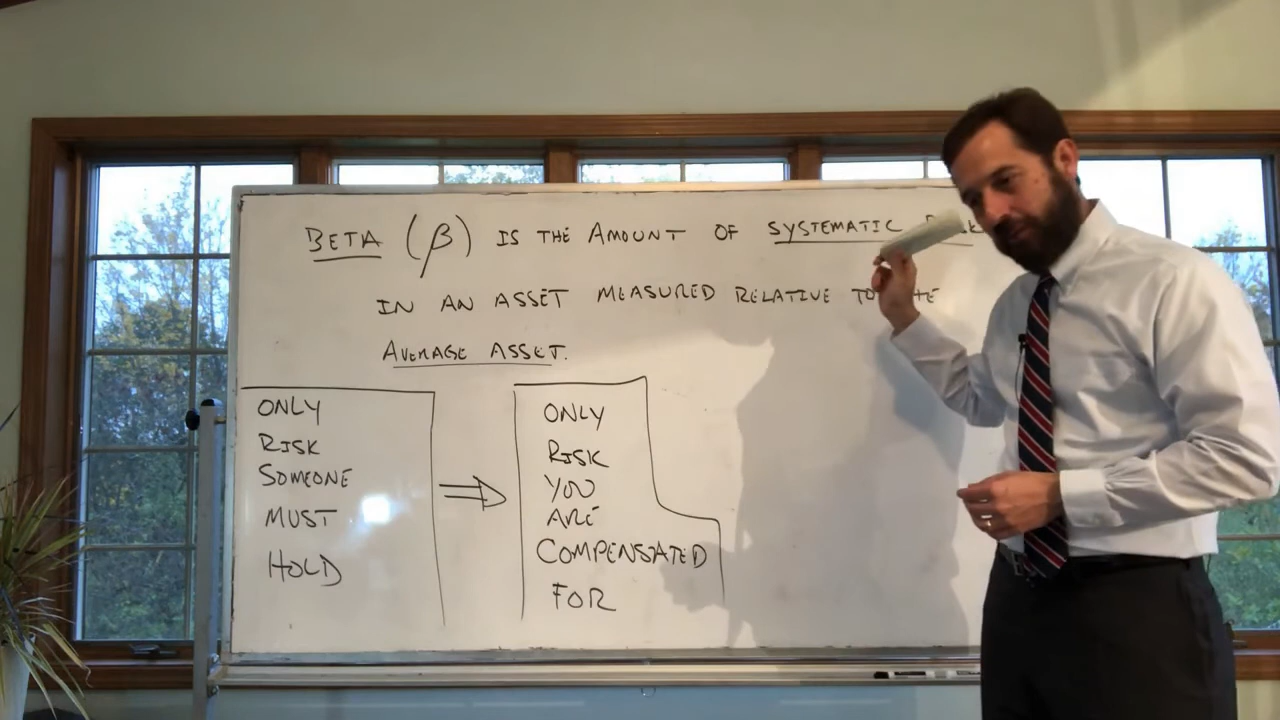 BETA (β) IS THE AMOUNT OF SYSTEMATIC
IN AN ASSET MEASURED RELATIVE TO
AVERAGE ASSET.
ONLY
RISK
SOMEONE
MUST
HOLD
ONLY
RISK
YOU
ARE
COMPENSATED
FOR